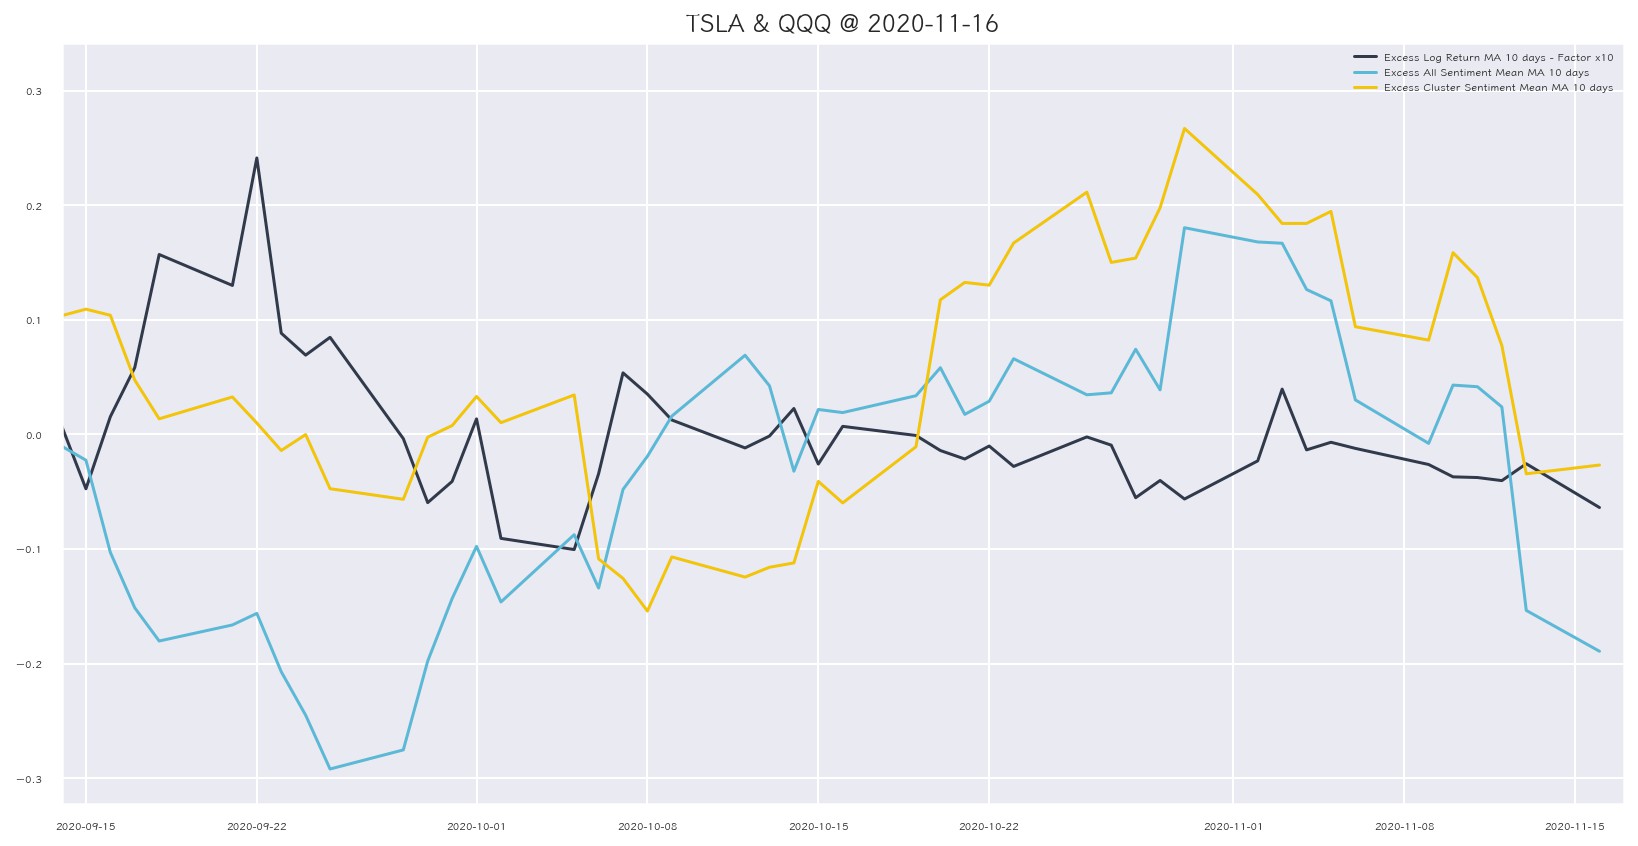 TSLA & QQQ @ 2020-11-16
Excess Log Return MA 10 days - Factor x10
Excess All Sentiment Mean MA 10 days
Excess Cluster Sentiment Mean MA 10 days
0.3
0.2
0.1
0.0
−0.1
−0.2
−0.3
2020-09-15 2020-09-22 2020-10-01 2020-10-08 2020-10-15 2020-10-22 2020-11-01 2020-11-08 2020-11-15